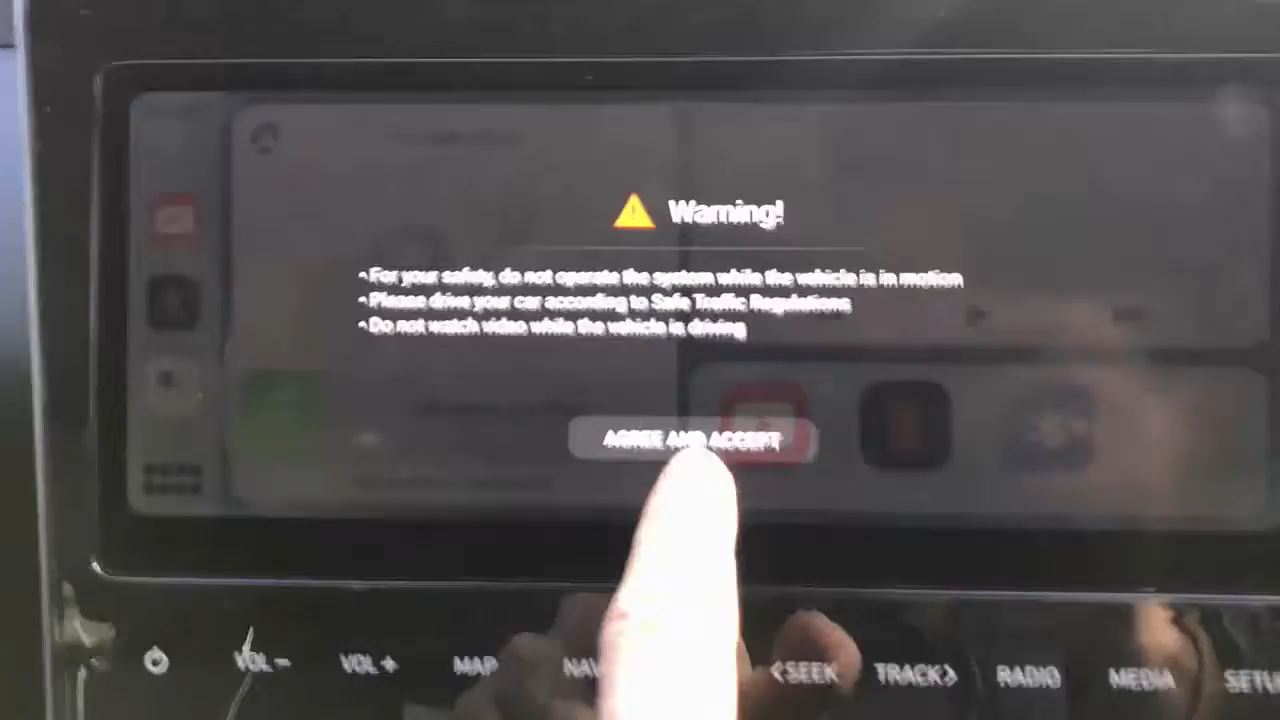 Warning!
• For your safety, do not operate the system while the vehicle is in motion
• Please drive your car according to Safe Traffic Regulations
• Do not watch video while the vehicle is driving
AGREE AND ACCEPT
VOL− VOL+ MAP NAV <SEEK TRACK> RADIO MEDIA SETU